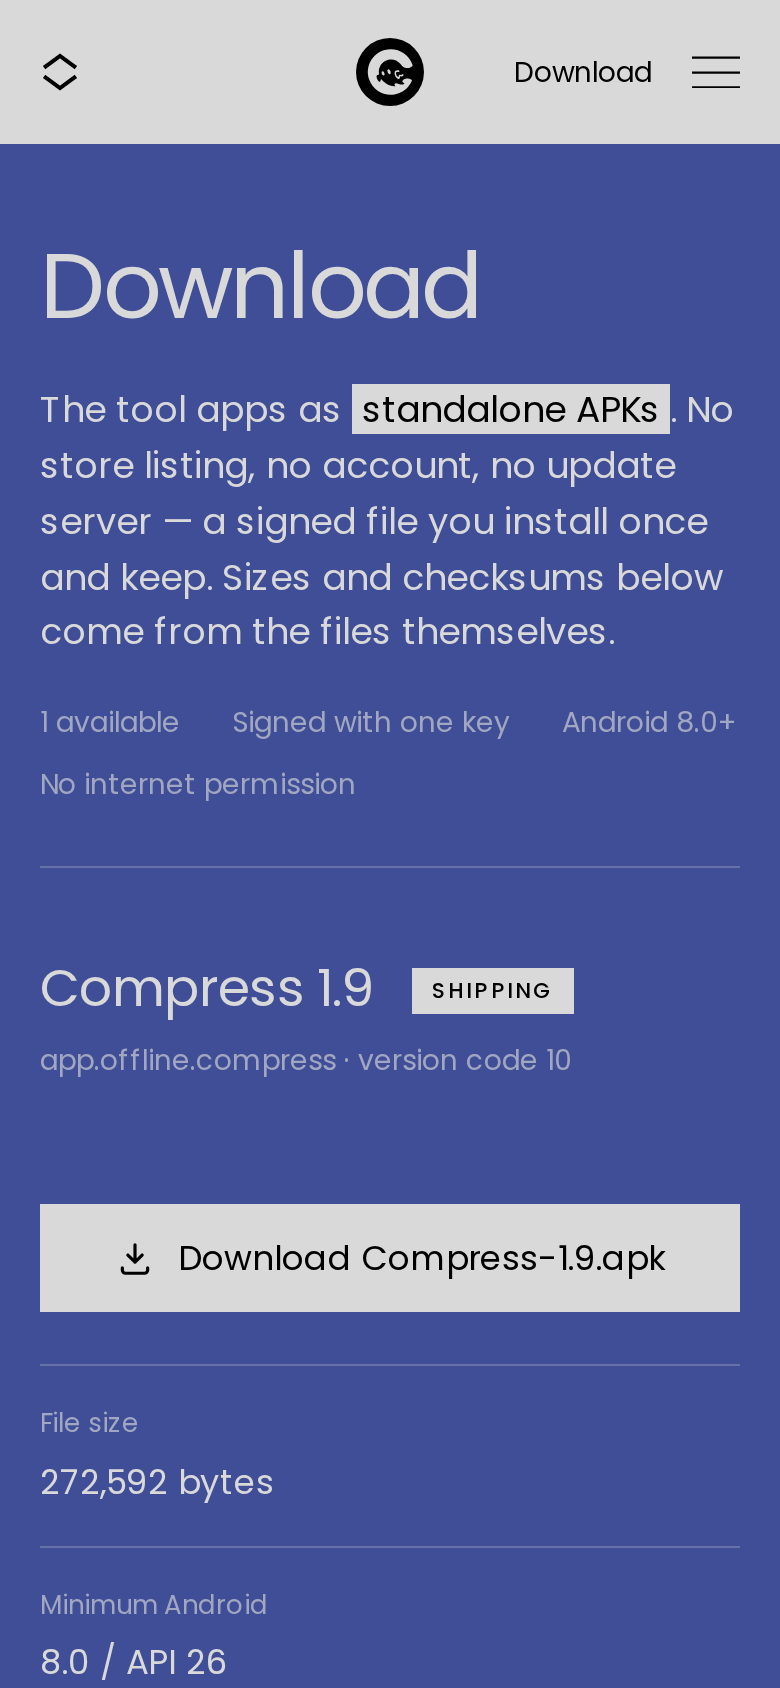 Download
Download
The tool apps as standalone APKs. No
store listing, no account, no update
server — a signed file you install once
and keep. Sizes and checksums below
come from the files themselves.
1 available Signed with one key Android 8.0+
No internet permission
Compress 1.9 SHIPPING
app.offline.compress · version code 10
Download Compress-1.9.apk
File size
272,592 bytes
Minimum Android
8.0 / API 26